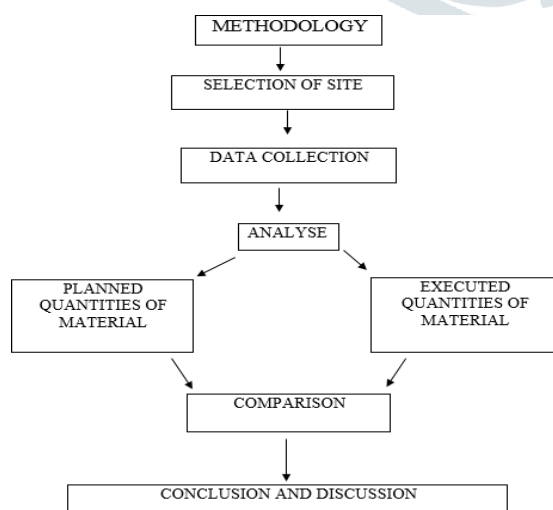 METHODOLOGY
SELECTION OF SITE
DATA COLLECTION
ANALYSE
PLANNED
QUANTITIES OF
MATERIAL
EXECUTED
QUANTITIES OF
MATERIAL
COMPARISON
CONCLUSION AND DISCUSSION